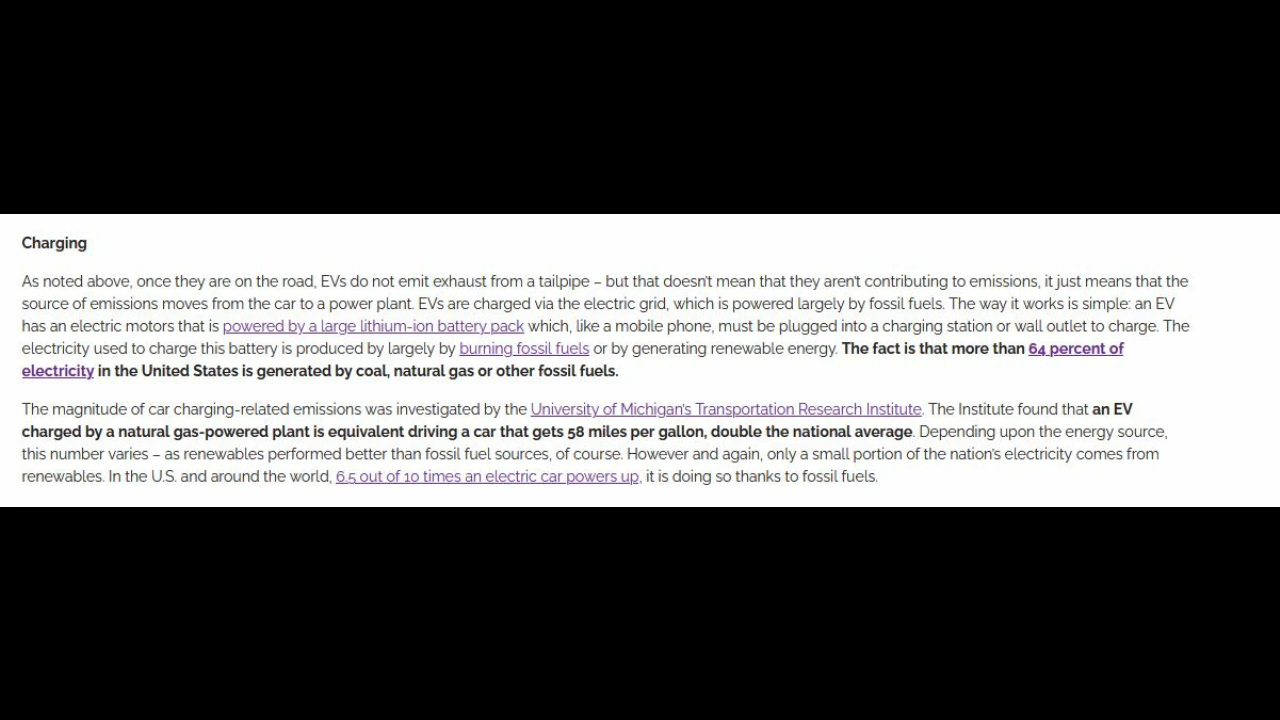 Charging
As noted above, once they are on the road, EVs do not emit exhaust from a tailpipe – but that doesn't mean that they aren't contributing to emissions, it just means that the
source of emissions moves from the car to a power plant. EVs are charged via the electric grid, which is powered largely by fossil fuels. The way it works is simple: an EV
has an electric motors that is powered by a large lithium-ion battery pack which, like a mobile phone, must be plugged into a charging station or wall outlet to charge. The
electricity used to charge this battery is produced by largely by burning fossil fuels or by generating renewable energy. The fact is that more than 64 percent of
electricity in the United States is generated by coal, natural gas or other fossil fuels.
The magnitude of car charging-related emissions was investigated by the University of Michigan's Transportation Research Institute. The Institute found that an EV
charged by a natural gas-powered plant is equivalent driving a car that gets 58 miles per gallon, double the national average. Depending upon the energy source,
this number varies – as renewables performed better than fossil fuel sources, of course. However and again, only a small portion of the nation's electricity comes from
renewables. In the U.S. and around the world, 6.5 out of 10 times an electric car powers up, it is doing so thanks to fossil fuels.